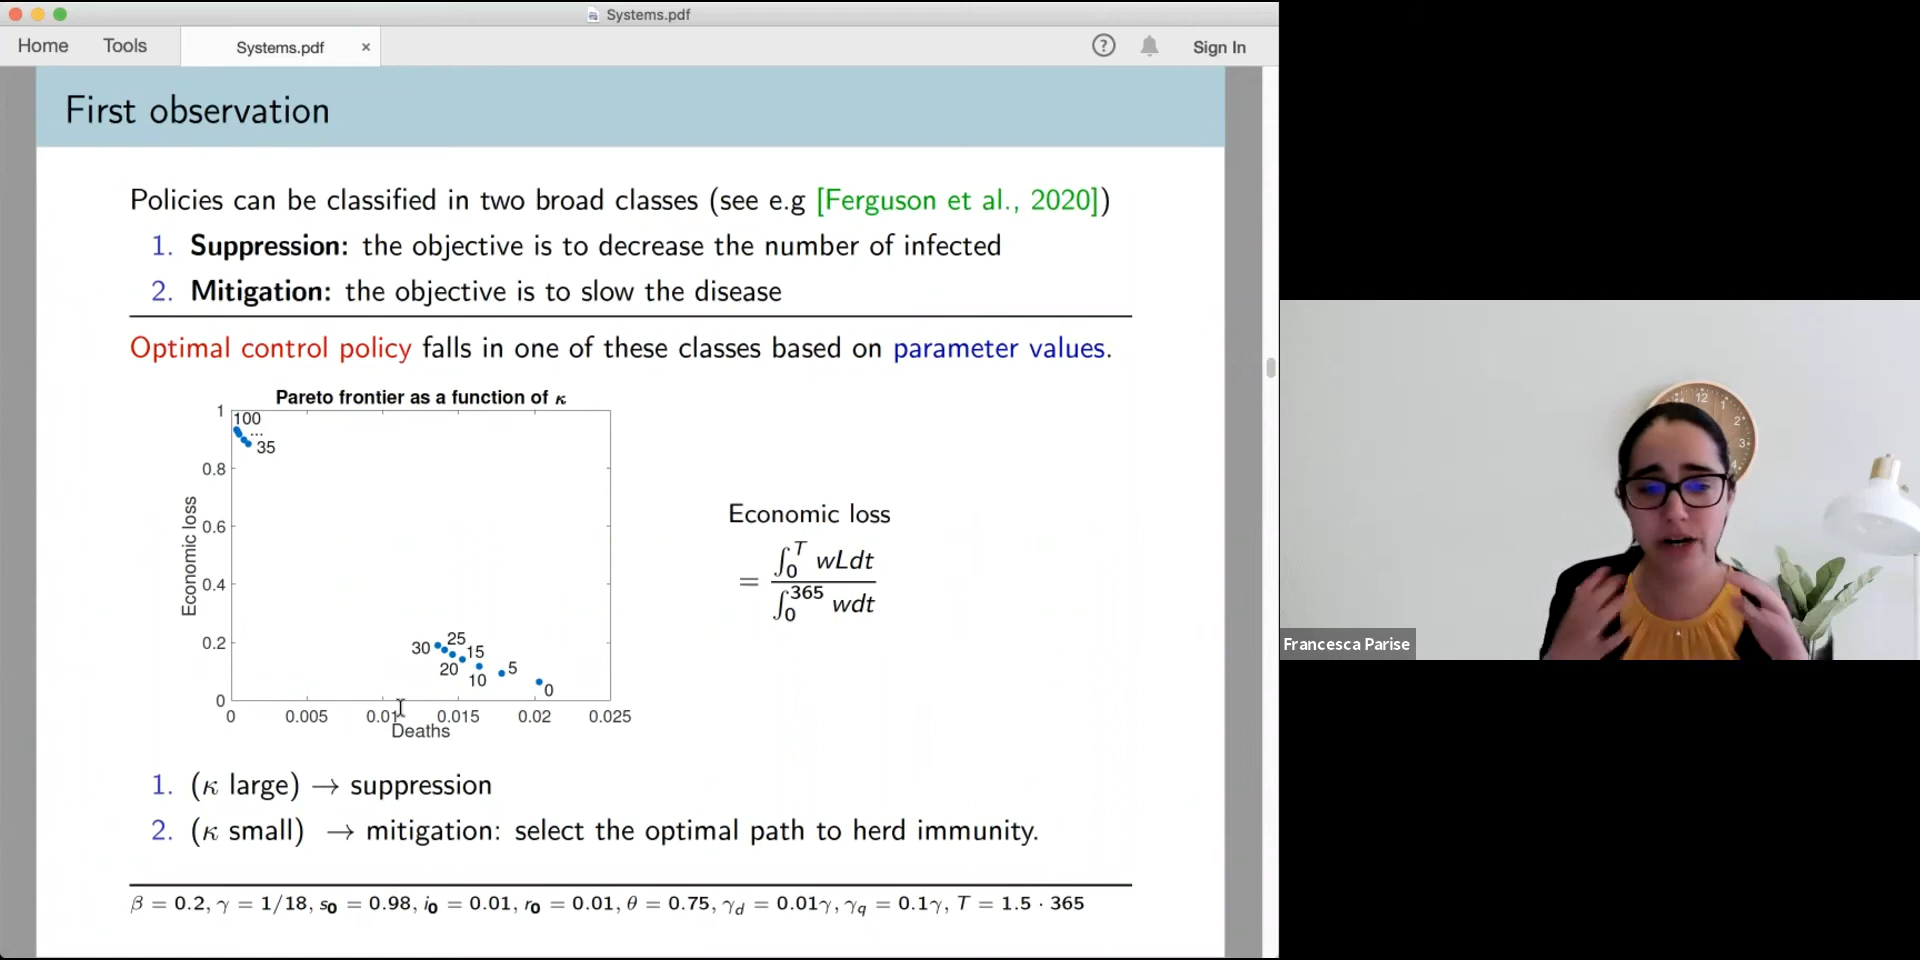 Systems.pdf
Home Tools Systems.pdf × ? Sign In
First observation
Policies can be classified in two broad classes (see e.g [Ferguson et al., 2020])
1. Suppression: the objective is to decrease the number of infected
2. Mitigation: the objective is to slow the disease
Optimal control policy falls in one of these classes based on parameter values.
Pareto frontier as a function of κ
1
0.8
0.6
0.4
0.2
0
Economic loss
100
...
35
30
25
20
15
10
5
0
0 0.005 0.01 0.015 0.02 0.025
Deaths
Economic loss
= ∫₀ᵀ wLdt
∫₀³⁶⁵ wdt
1. (κ large) → suppression
2. (κ small) → mitigation: select the optimal path to herd immunity.
β = 0.2, γ = 1/18, s₀ = 0.98, i₀ = 0.01, r₀ = 0.01, θ = 0.75, γ_d = 0.01γ, γ_q = 0.1γ, T = 1.5 · 365
12
1
2
3
4
Francesca Parise